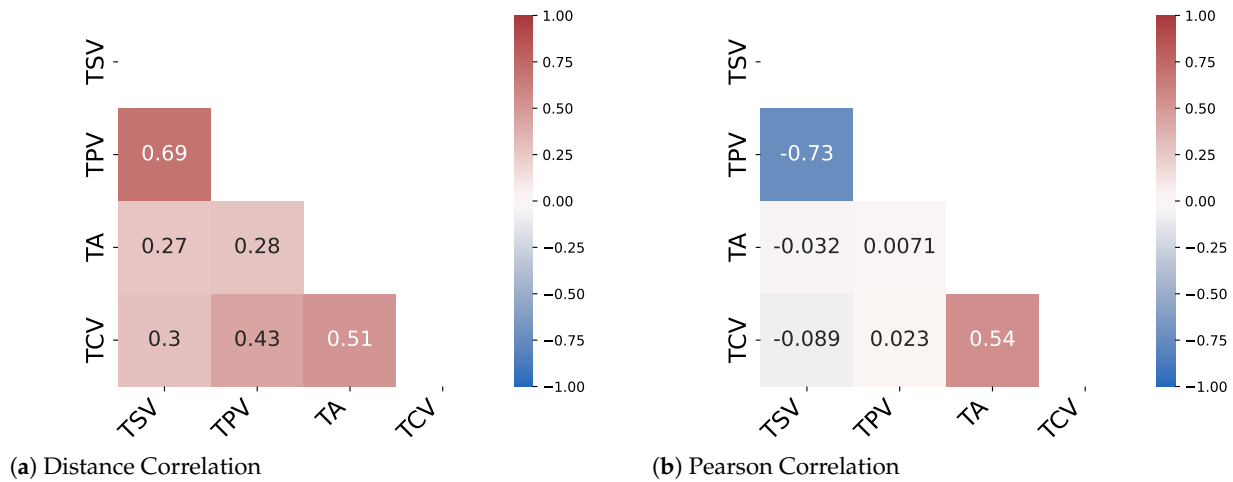 TSV
TPV
TA
TCV
0.69
0.27 0.28
0.3 0.43 0.51
TSV TPV TA TCV
1.00
0.75
0.50
0.25
0.00
−0.25
−0.50
−0.75
−1.00
(a) Distance Correlation
TSV
TPV
TA
TCV
-0.73
-0.032 0.0071
-0.089 0.023 0.54
TSV TPV TA TCV
1.00
0.75
0.50
0.25
0.00
−0.25
−0.50
−0.75
−1.00
(b) Pearson Correlation